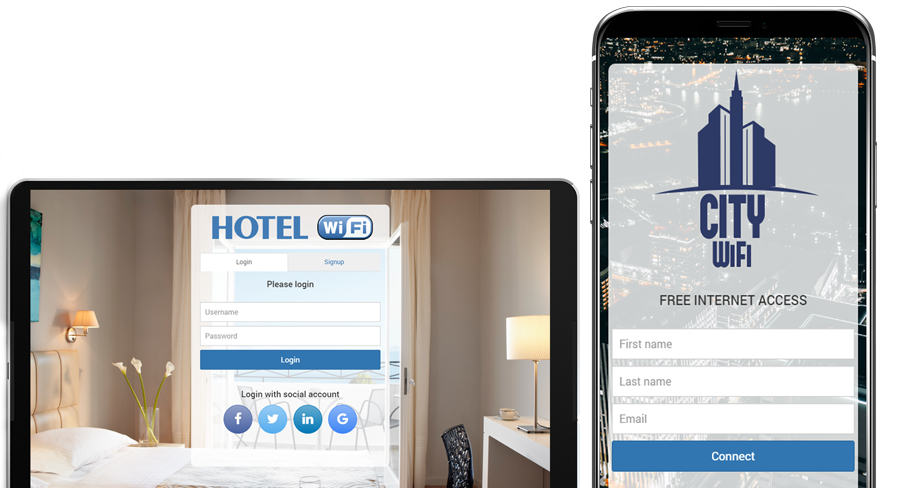 HOTEL WiFi
Login Signup
Please login
Username
Password
Login
Login with social account
f in G
CITY
WiFi
FREE INTERNET ACCESS
First name
Last name
Email
Connect